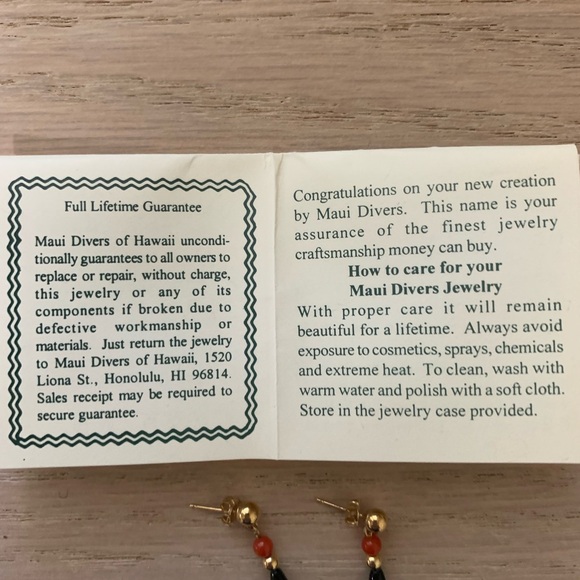 Full Lifetime Guarantee
Maui Divers of Hawaii uncondi-
tionally guarantees to all owners to
replace or repair, without charge,
this jewelry or any of its
components if broken due to
defective workmanship or
materials. Just return the jewelry
to Maui Divers of Hawaii, 1520
Liona St., Honolulu, HI 96814.
Sales receipt may be required to
secure guarantee.
Congratulations on your new creation
by Maui Divers. This name is your
assurance of the finest jewelry
craftsmanship money can buy.
How to care for your
Maui Divers Jewelry
With proper care it will remain
beautiful for a lifetime. Always avoid
exposure to cosmetics, sprays, chemicals
and extreme heat. To clean, wash with
warm water and polish with a soft cloth.
Store in the jewelry case provided.